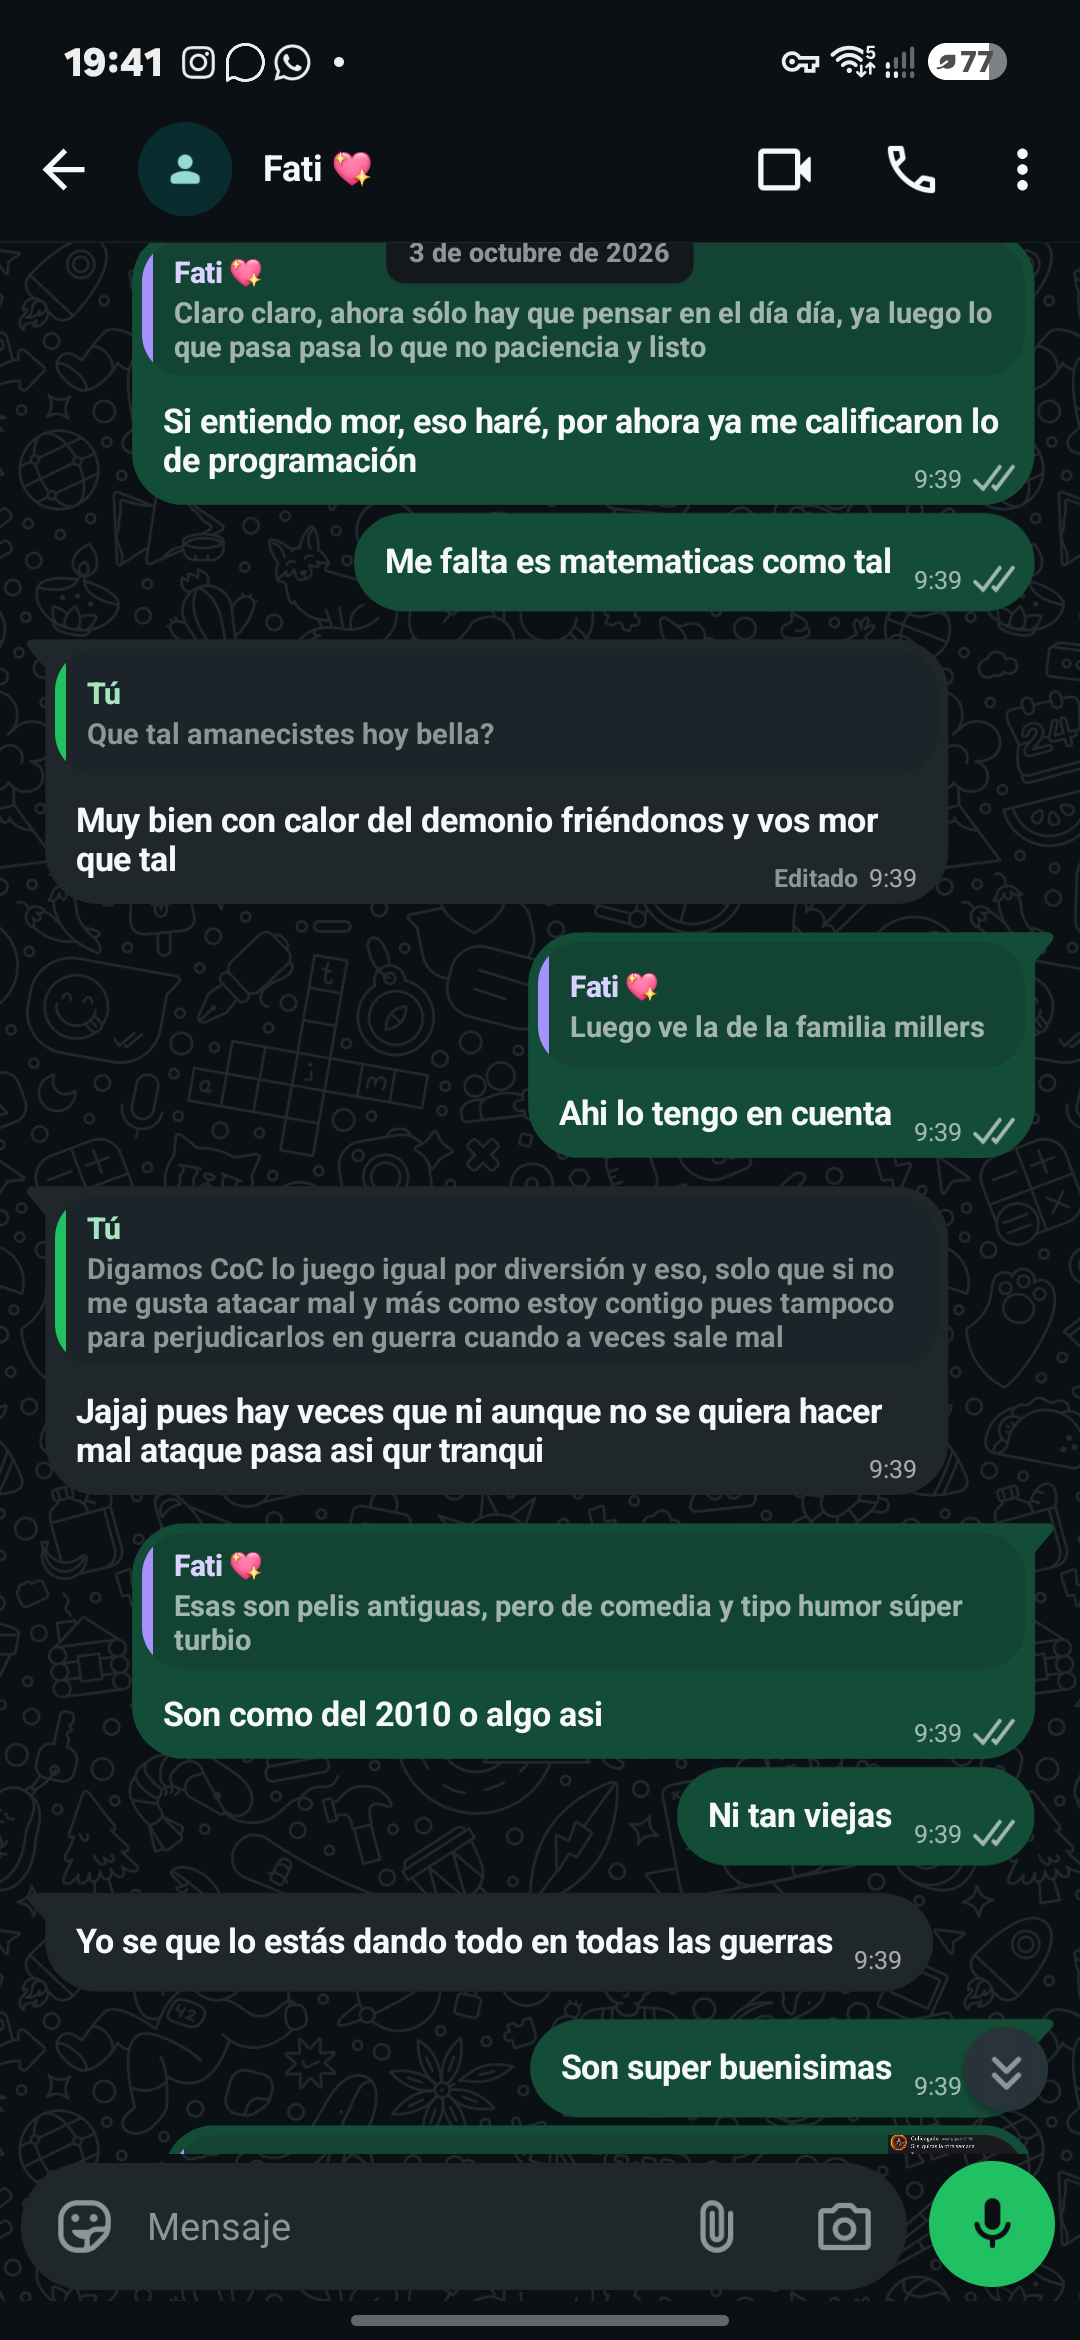 19:41
5
77
Fati 💖
3 de octubre de 2026
Fati 💖
Claro claro, ahora sólo hay que pensar en el día día, ya luego lo
que pasa pasa lo que no paciencia y listo
Si entiendo mor, eso haré, por ahora ya me calificaron lo
de programación
9:39
Me falta es matematicas como tal
9:39
Tú
Que tal amanecistes hoy bella?
Muy bien con calor del demonio friéndonos y vos mor
que tal
Editado 9:39
Fati 💖
Luego ve la de la familia millers
Ahi lo tengo en cuenta
9:39
Tú
Digamos CoC lo juego igual por diversión y eso, solo que si no
me gusta atacar mal y más como estoy contigo pues tampoco
para perjudicarlos en guerra cuando a veces sale mal
Jajaj pues hay veces que ni aunque no se quiera hacer
mal ataque pasa asi qur tranqui
9:39
Fati 💖
Esas son pelis antiguas, pero de comedia y tipo humor súper
turbio
Son como del 2010 o algo asi
9:39
Ni tan viejas
9:39
Yo se que lo estás dando todo en todas las guerras
9:39
Son super buenisimas
9:39
Mensaje